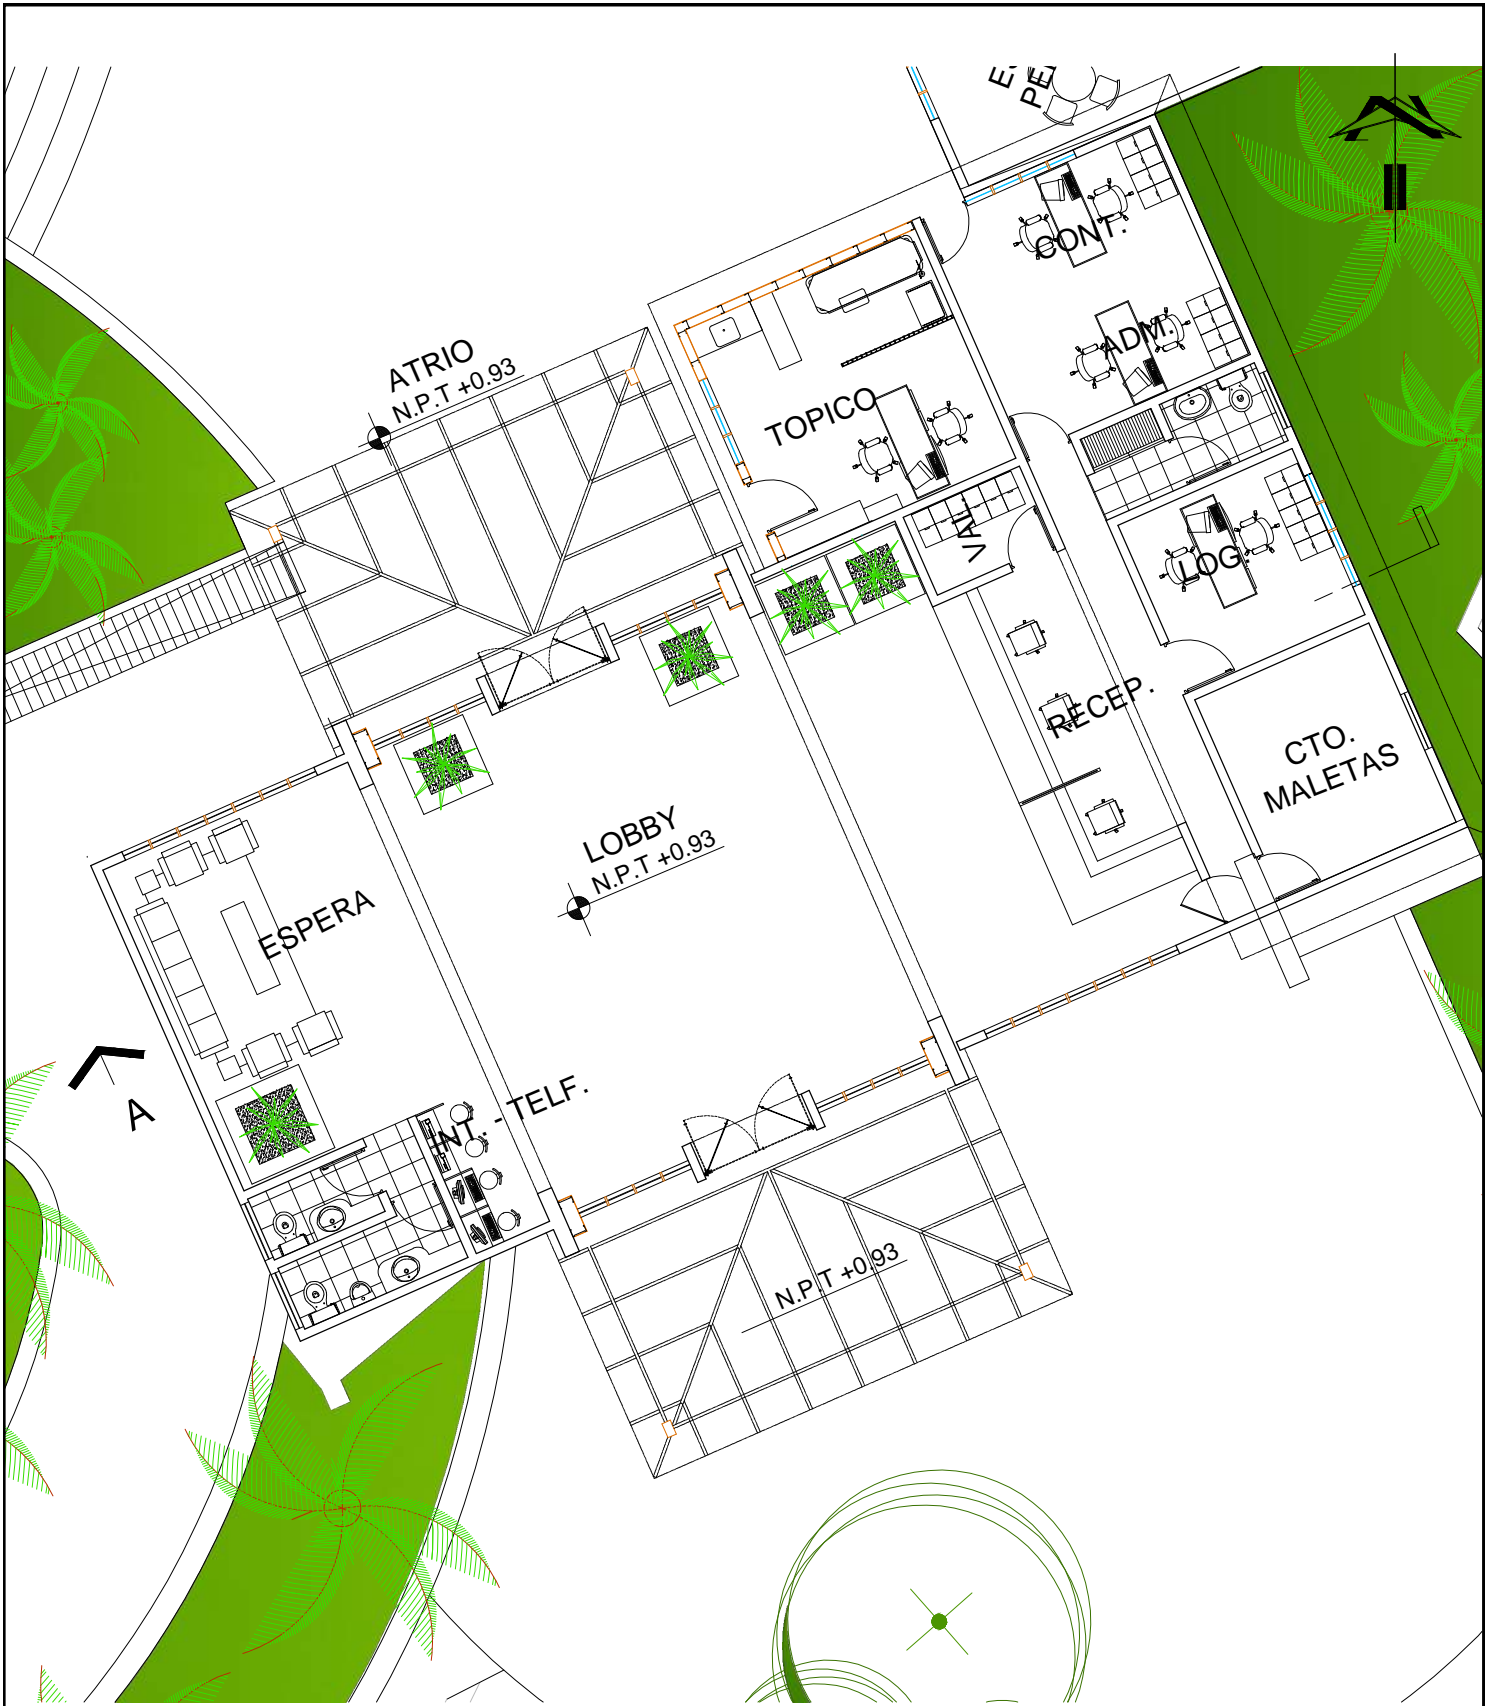 CONT.
ADM.
ATRIO
N.P.T +0.93
TOPICO
VAL
LOG.
RECEP.
CTO.
MALETAS
LOBBY
N.P.T +0.93
ESPERA
INT. - TELF.
A
N.P.T +0.93